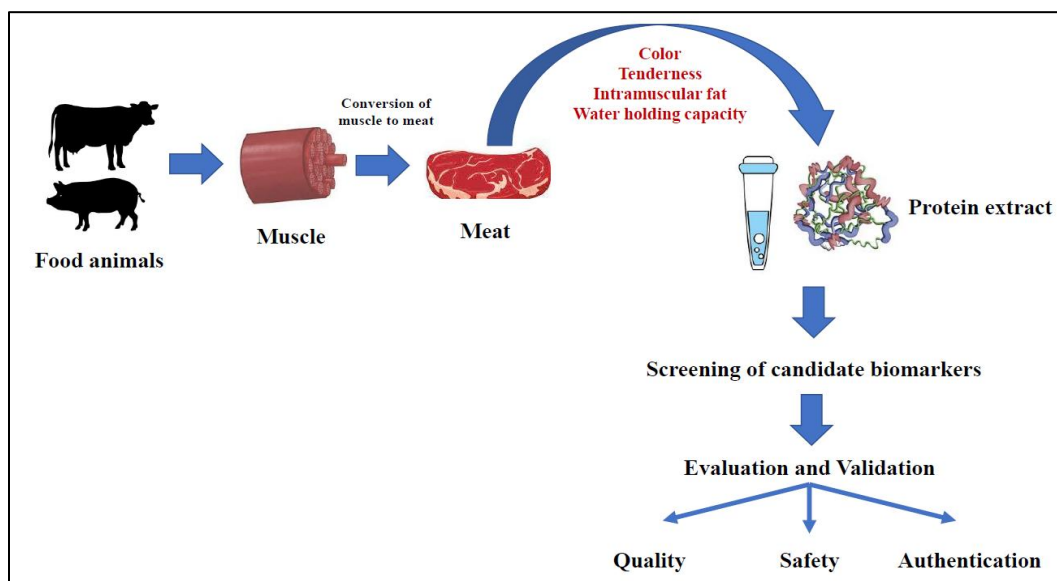 Color
Tenderness
Intramuscular fat
Water holding capacity
Conversion of
muscle to meat
Food animals
Muscle
Meat
Protein extract
Screening of candidate biomarkers
Evaluation and Validation
Quality
Safety
Authentication